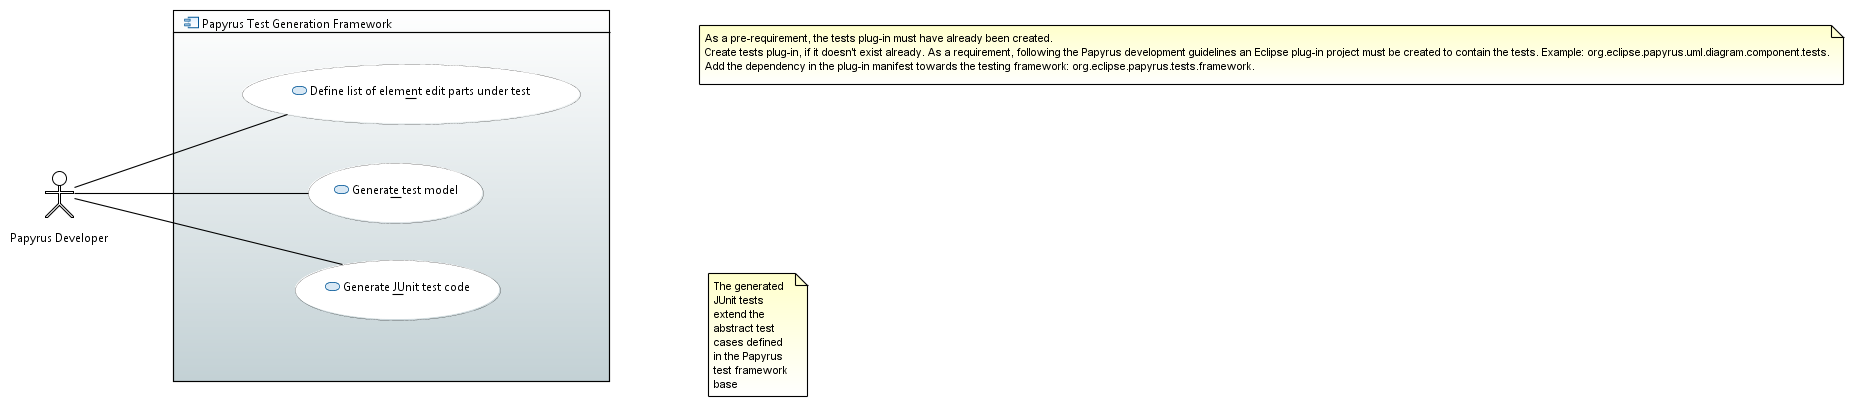 Papyrus Test Generation Framework
Define list of element edit parts under test
Generate test model
Generate JUnit test code
Papyrus Developer
As a pre-requirement, the tests plug-in must have already been created.
Create tests plug-in, if it doesn't exist already. As a requirement, following the Papyrus development guidelines an Eclipse plug-in project must be created to contain the tests. Example: org.eclipse.papyrus.uml.diagram.component.tests.
Add the dependency in the plug-in manifest towards the testing framework: org.eclipse.papyrus.tests.framework.
The generated
JUnit tests
extend the
abstract test
cases defined
in the Papyrus
test framework
base